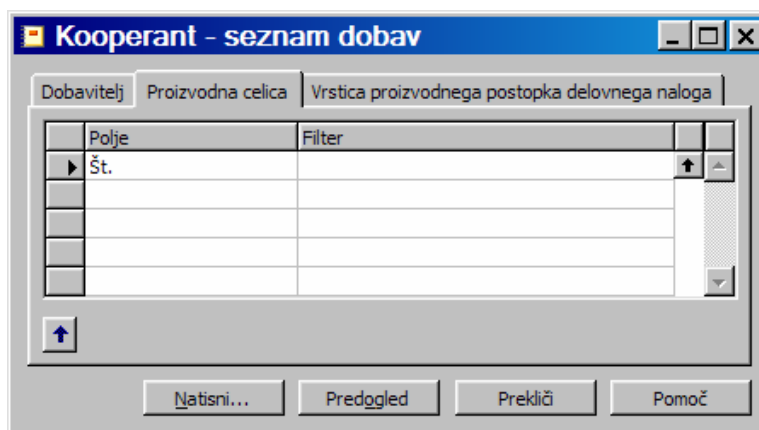 Kooperant - seznam dobav
Dobavitelj Proizvodna celica Vrstica proizvodnega postopka delovnega naloga
Polje Filter
Št.
Natisni... Predogled Prekliči Pomoč